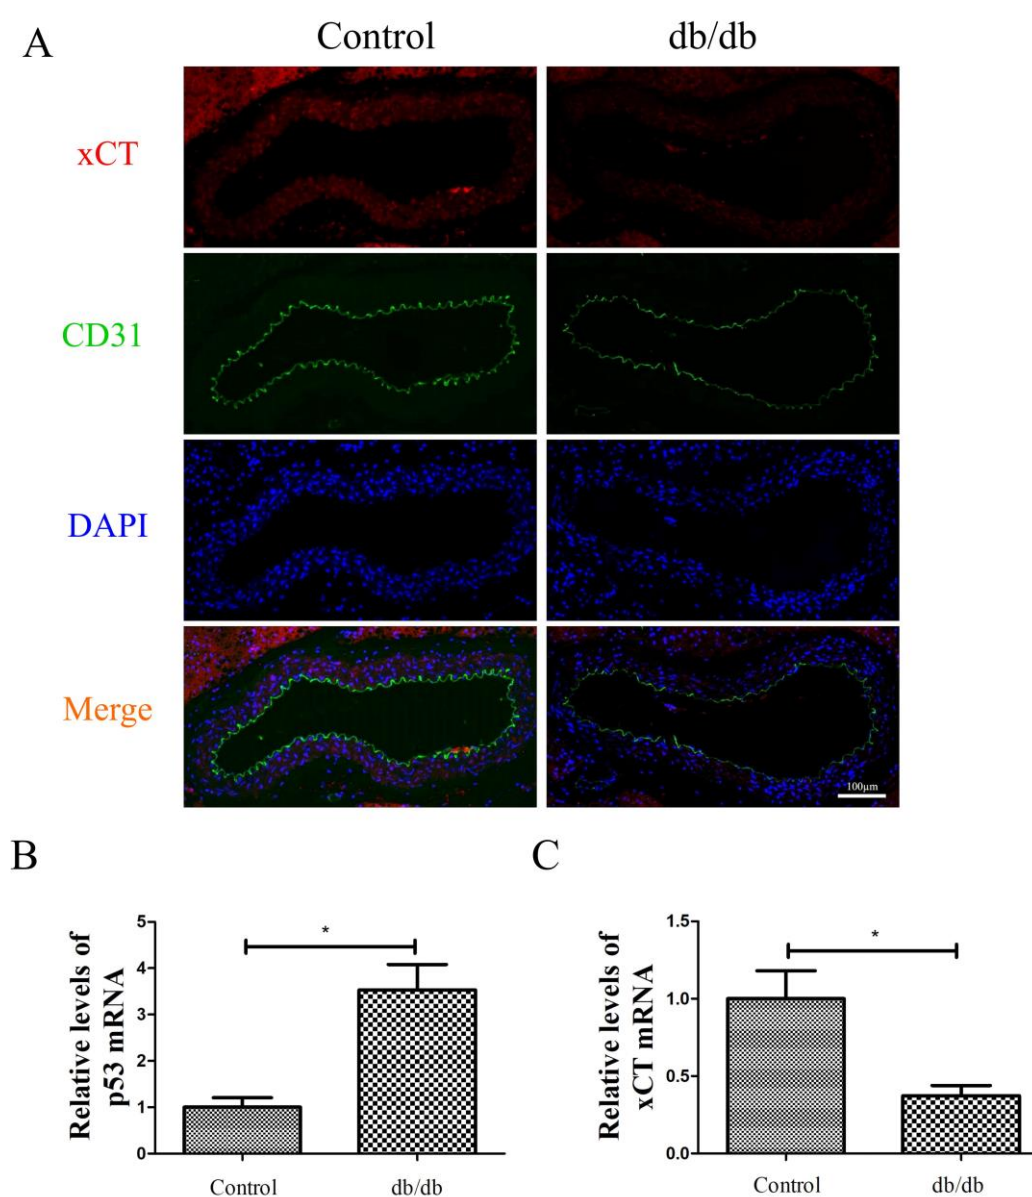 A
Control db/db
xCT
CD31
DAPI
Merge
100μm
B
C
Relative levels of
p53 mRNA
5
4
3
2
1
0
*
Control db/db
Relative levels of
xCT mRNA
1.5
1.0
0.5
0.0
*
Control db/db